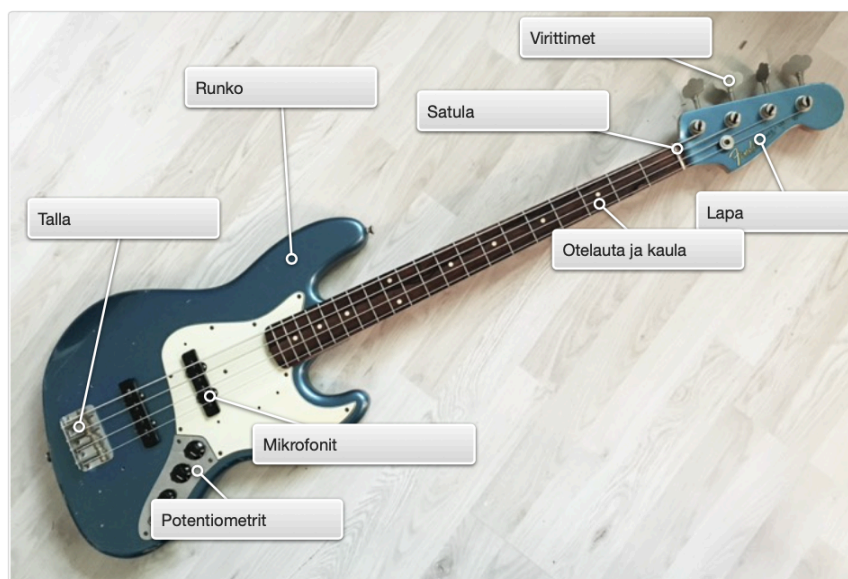 Virittimet
Runko
Satula
Talla
Lapa
Otelauta ja kaula
Mikrofonit
Potentiometrit